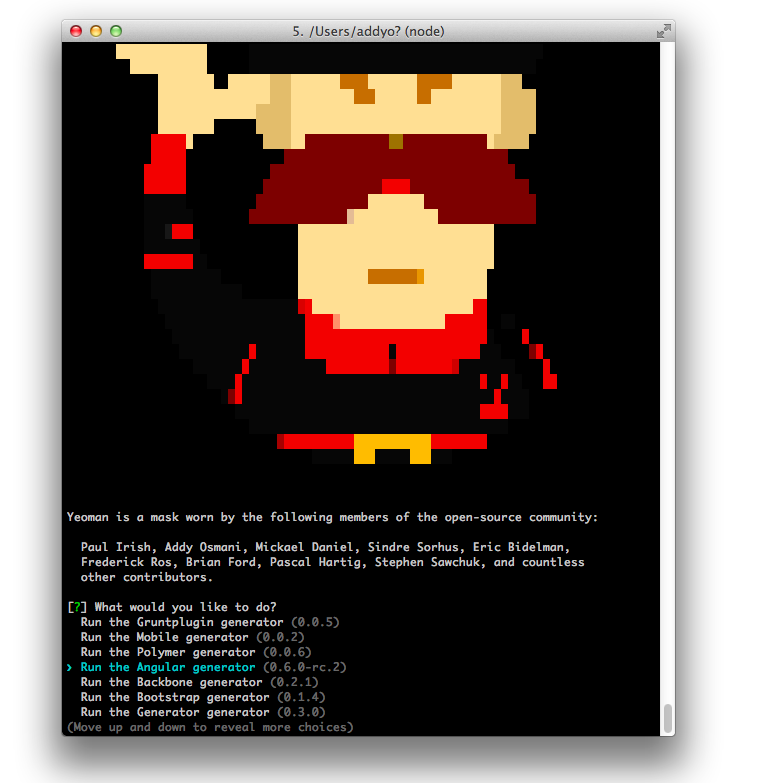 5. /Users/addyo? (node)
Yeoman is a mask worn by the following members of the open-source community:
Paul Irish, Addy Osmani, Mickael Daniel, Sindre Sorhus, Eric Bidelman,
Frederick Ros, Brian Ford, Pascal Hartig, Stephen Sawchuk, and countless
other contributors.
[?] What would you like to do?
Run the Gruntplugin generator (0.0.5)
Run the Mobile generator (0.0.2)
Run the Polymer generator (0.0.6)
❯ Run the Angular generator (0.6.0-rc.2)
Run the Backbone generator (0.2.1)
Run the Bootstrap generator (0.1.4)
Run the Generator generator (0.3.0)
(Move up and down to reveal more choices)